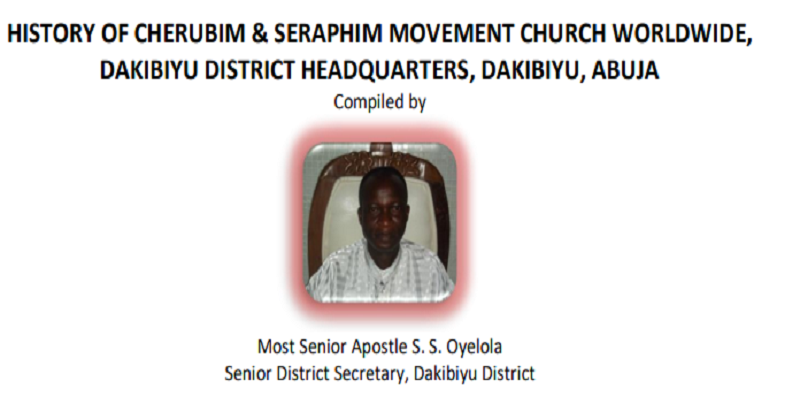 HISTORY OF CHERUBIM & SERAPHIM MOVEMENT CHURCH WORLDWIDE,
DAKIBIYU DISTRICT HEADQUARTERS, DAKIBIYU, ABUJA
Compiled by
Most Senior Apostle S. S. Oyelola
Senior District Secretary, Dakibiyu District